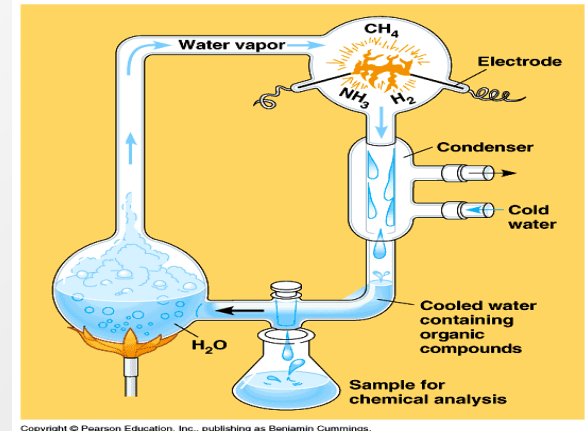 CH₄
Water vapor
Electrode
NH₃
H₂
Condenser
Cold
water
Cooled water
containing
organic
compounds
H₂O
Sample for
chemical analysis
Copyright © Pearson Education, Inc., publishing as Benjamin Cummings.